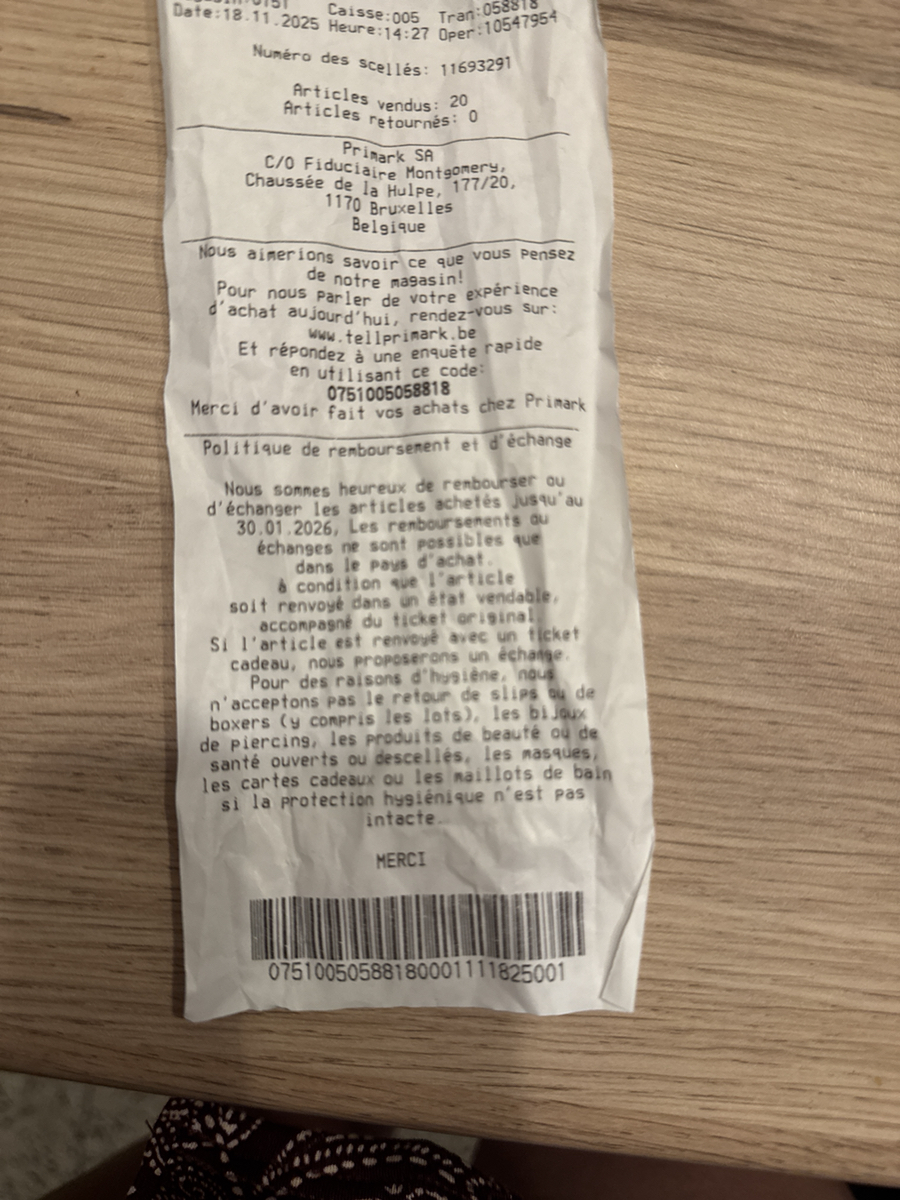 Caisse:005 Tran:058818
Date:18.11.2025 Heure:14:27 Oper:10547954
Numéro des scellés: 11693291
Articles vendus: 20
Articles retournés: 0
Primark SA
C/O Fiduciaire Montgomery,
Chaussée de la Hulpe, 177/20,
1170 Bruxelles
Belgique
Nous aimerions savoir ce que vous pensez
de notre magasin!
Pour nous parler de votre expérience
d'achat aujourd'hui, rendez-vous sur:
www.tellprimark.be
Et répondez à une enquête rapide
en utilisant ce code:
0751005058818
Merci d'avoir fait vos achats chez Primark
Politique de remboursement et d'échange
Nous sommes heureux de rembourser ou
d'échanger les articles achetés jusqu'au
30.01.2026, Les remboursements ou
échanges ne sont possibles que
dans le pays d'achat.
à condition que l'article
soit renvoyé dans un état vendable,
accompagné du ticket original.
Si l'article est renvoyé avec un ticket
cadeau, nous proposerons un échange.
Pour des raisons d'hygiène, nous
n'acceptons pas le retour de slips ou de
boxers (y compris les lots), les bijoux
de piercing, les produits de beauté ou de
santé ouverts ou descellés, les masques,
les cartes cadeaux ou les maillots de bain
si la protection hygiénique n'est pas
intacte.
MERCI
07510050588180001111825001